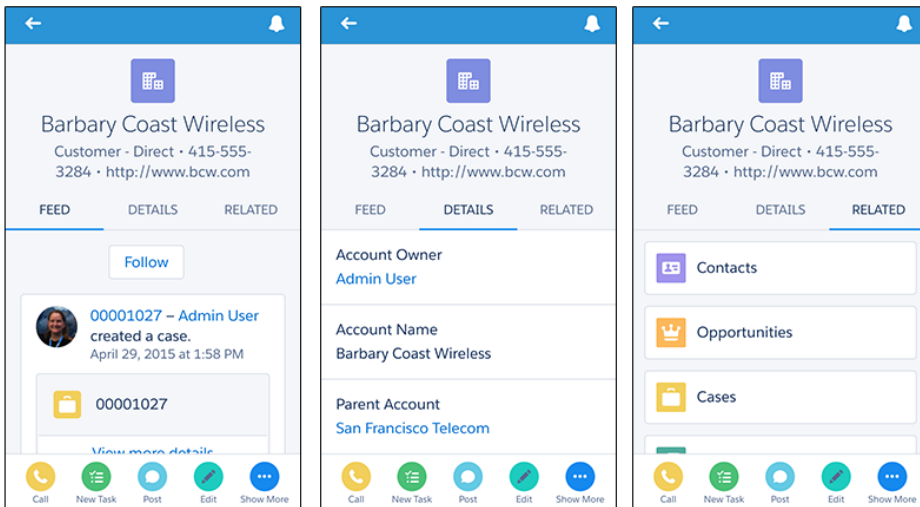 Barbary Coast Wireless
Customer - Direct • 415-555-
3284 • http://www.bcw.com
FEED DETAILS RELATED
Follow
00001027 – Admin User
created a case.
April 29, 2015 at 1:58 PM
00001027
View more details
Call New Task Post Edit Show More
Barbary Coast Wireless
Customer - Direct • 415-555-
3284 • http://www.bcw.com
FEED DETAILS RELATED
Account Owner
Admin User
Account Name
Barbary Coast Wireless
Parent Account
San Francisco Telecom
Call New Task Post Edit Show More
Barbary Coast Wireless
Customer - Direct • 415-555-
3284 • http://www.bcw.com
FEED DETAILS RELATED
Contacts
Opportunities
Cases
Call New Task Post Edit Show More